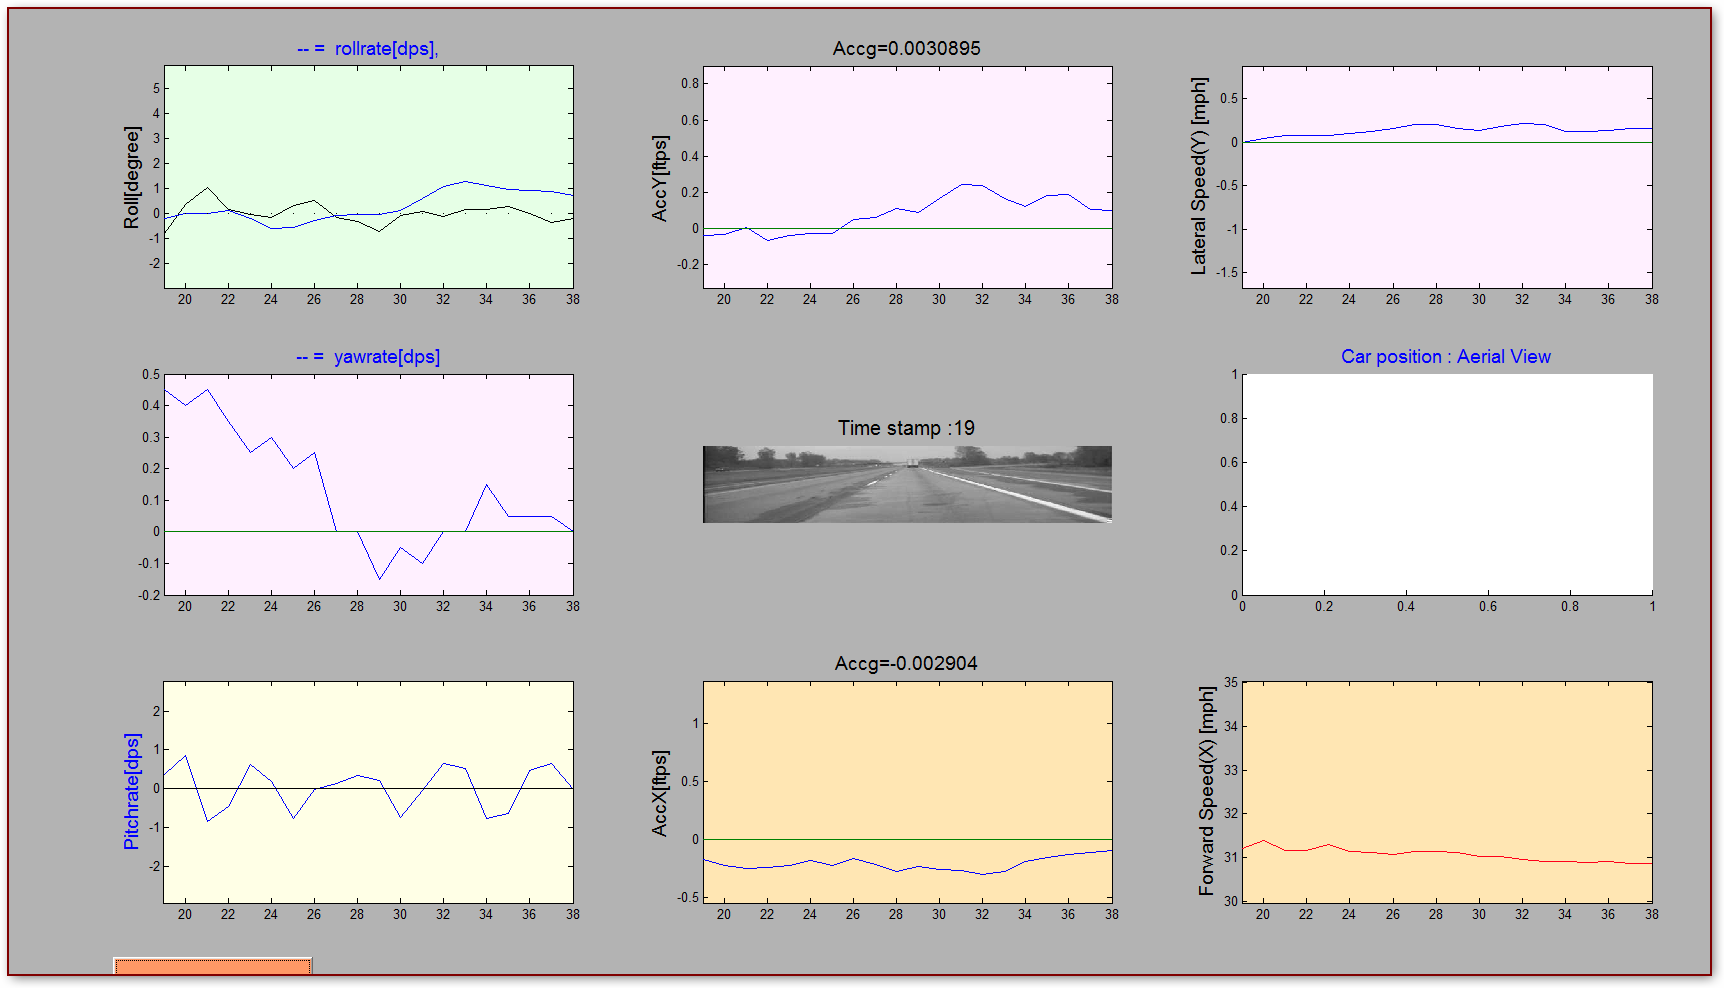 -- = rollrate[dps],
Roll[degree]
5
4
3
2
1
0
-1
-2
20 22 24 26 28 30 32 34 36 38
Accg=0.0030895
AccY[ftps]
0.8
0.6
0.4
0.2
0
-0.2
20 22 24 26 28 30 32 34 36 38
Lateral Speed(Y) [mph]
0.5
0
-0.5
-1
-1.5
20 22 24 26 28 30 32 34 36 38
-- = yawrate[dps]
0.5
0.4
0.3
0.2
0.1
0
-0.1
-0.2
20 22 24 26 28 30 32 34 36 38
Time stamp :19
Car position : Aerial View
1
0.8
0.6
0.4
0.2
0
0 0.2 0.4 0.6 0.8 1
Pitchrate[dps]
2
1
0
-1
-2
20 22 24 26 28 30 32 34 36 38
Accg=-0.002904
AccX[ftps]
1
0.5
0
-0.5
20 22 24 26 28 30 32 34 36 38
Forward Speed(X) [mph]
35
34
33
32
31
30
20 22 24 26 28 30 32 34 36 38